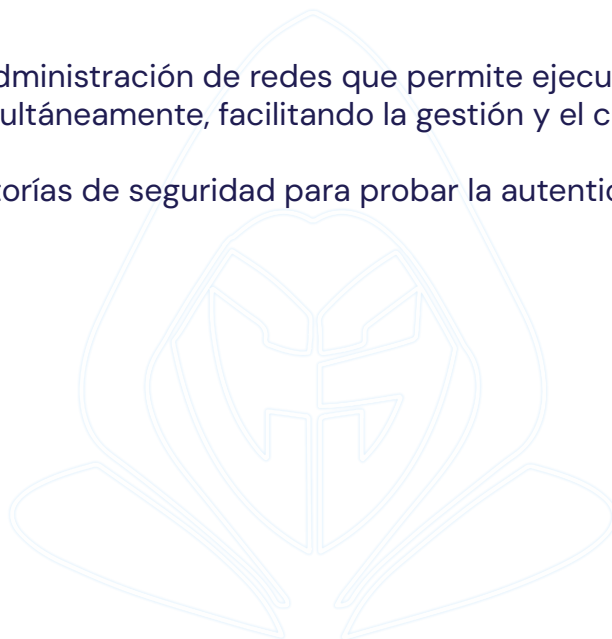 dministración de redes que permite ejecu
ultáneamente, facilitando la gestión y el c
torías de seguridad para probar la autentic